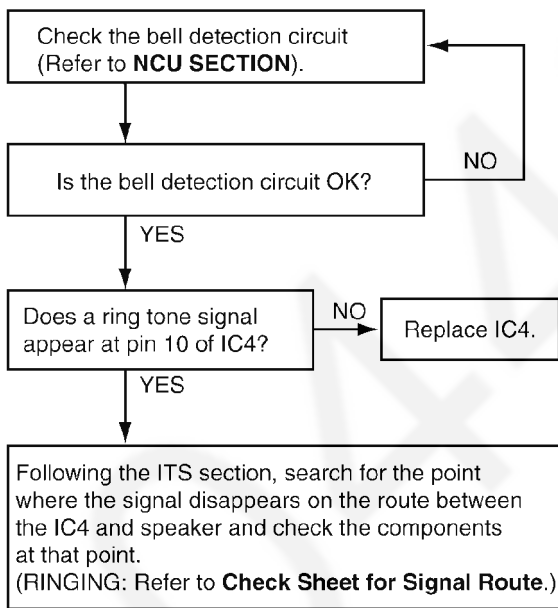 Check the bell detection circuit
(Refer to NCU SECTION).
NO
Is the bell detection circuit OK?
YES
Does a ring tone signal
appear at pin 10 of IC4?
NO
Replace IC4.
YES
Following the ITS section, search for the point
where the signal disappears on the route between
the IC4 and speaker and check the components
at that point.
(RINGING: Refer to Check Sheet for Signal Route.)